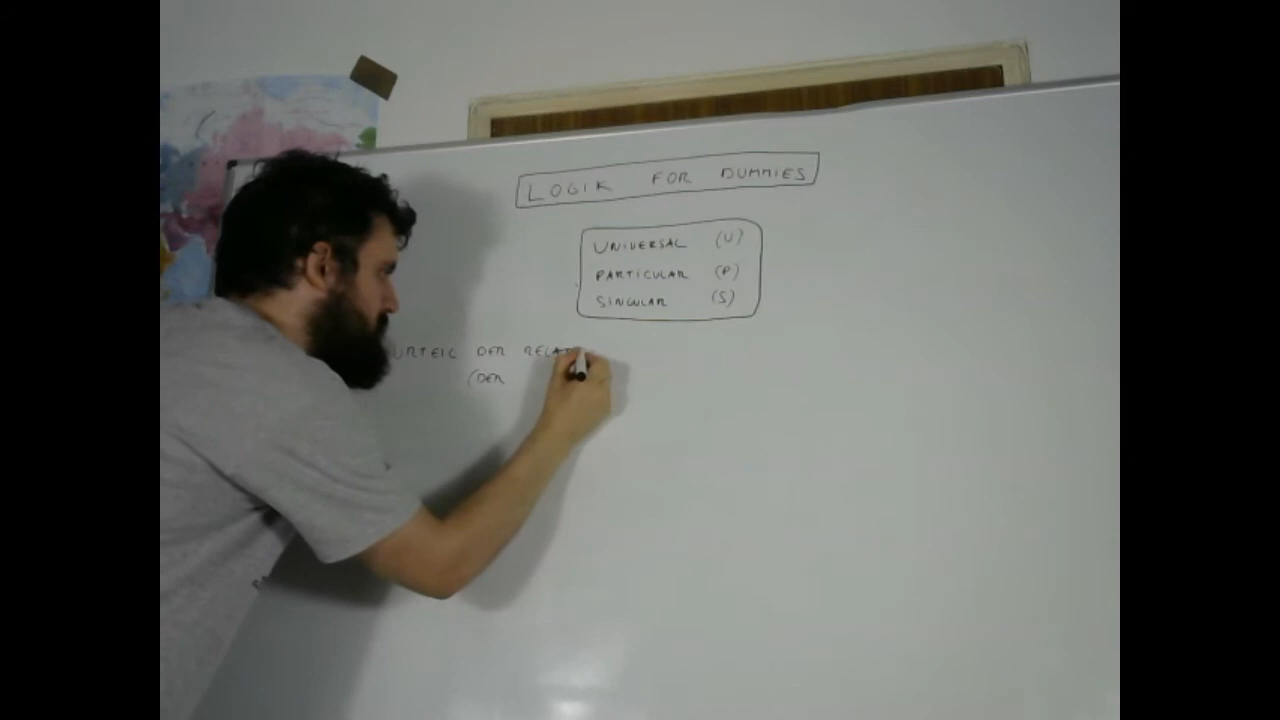 LOGIK FOR DUMMIES
UNIVERSAL (U)
PARTICULAR (P)
SINGULAR (S)
URTEIL DER RELAT
(DER